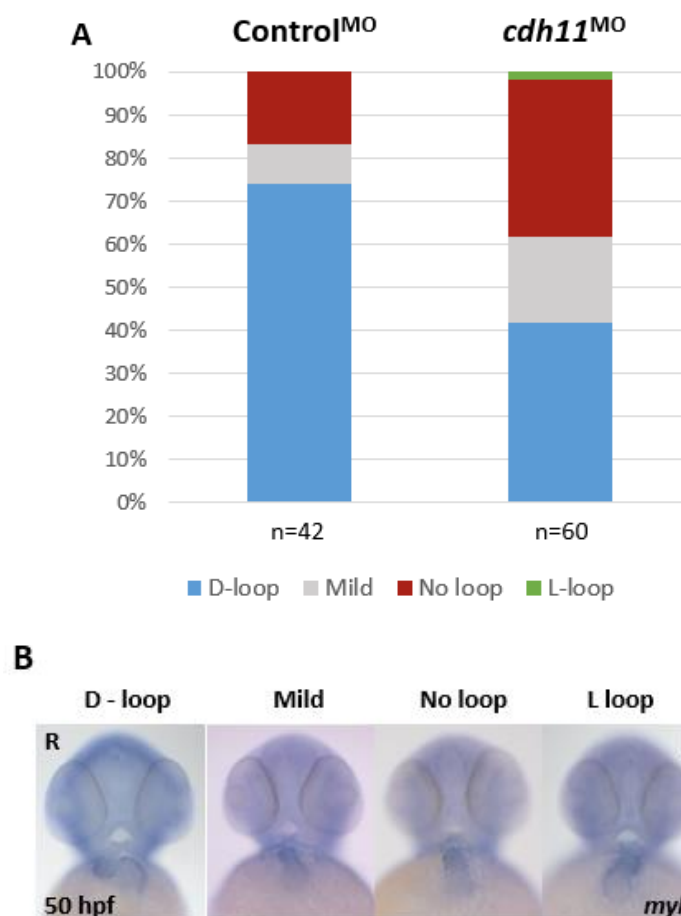 A
Control^MO cdh11^MO
100%
90%
80%
70%
60%
50%
40%
30%
20%
10%
0%
n=42 n=60
D-loop Mild No loop L-loop
B
D - loop Mild No loop L loop
R
50 hpf